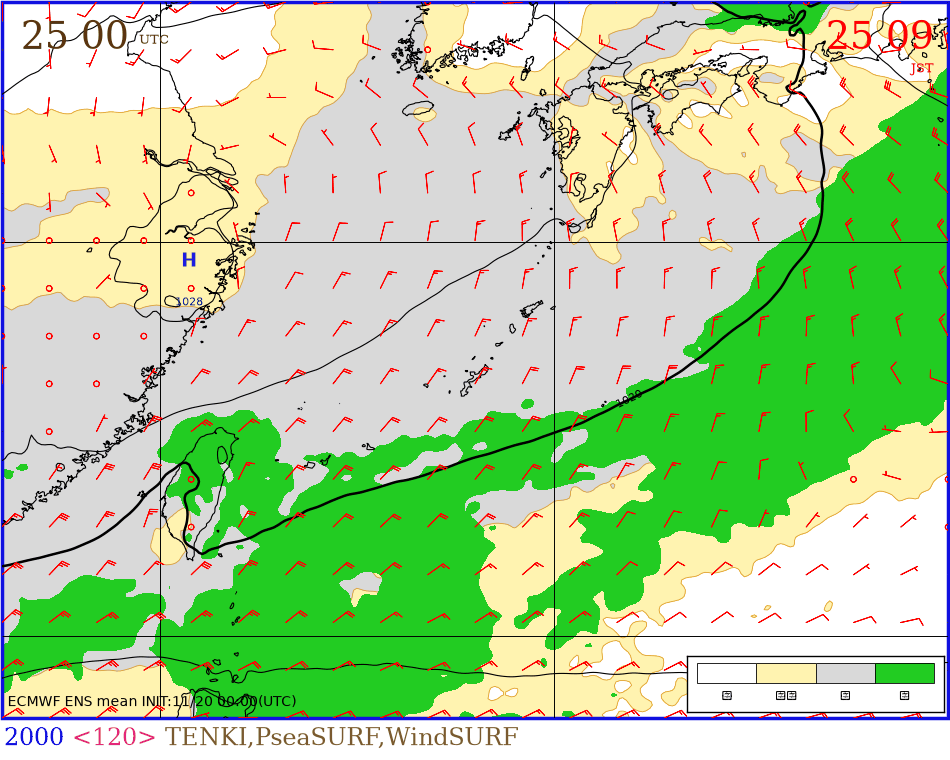 25 00 UTC
25 09 JST
H
1028
1020
ECMWF ENS mean INIT:11/20 00:00(UTC)
2000 <120> TENKI,PseaSURF,WindSURF